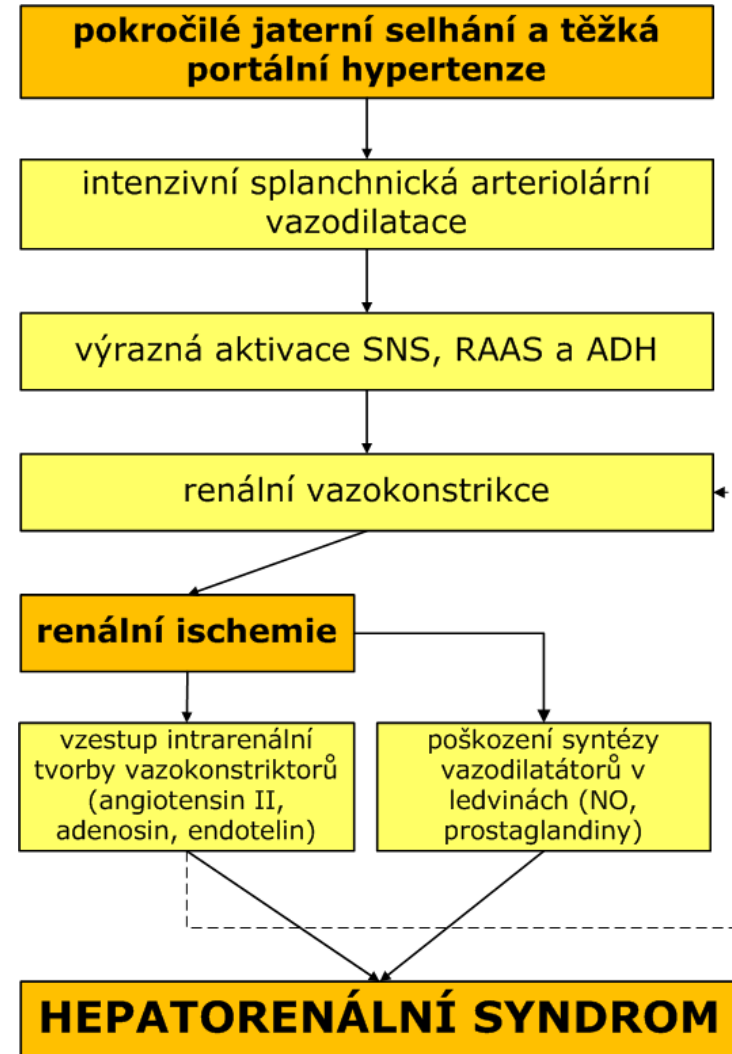 pokročilé jaterní selhání a těžká
portální hypertenze
intenzivní splanchnická arteriolární
vazodilatace
výrazná aktivace SNS, RAAS a ADH
renální vazokonstrikce
renální ischemie
vzestup intrarenální
tvorby vazokonstriktorů
(angiotensin II,
adenosin, endotelin)
poškození syntézy
vazodilatátorů v
ledvinách (NO,
prostaglandiny)
HEPATORENÁLNÍ SYNDROM